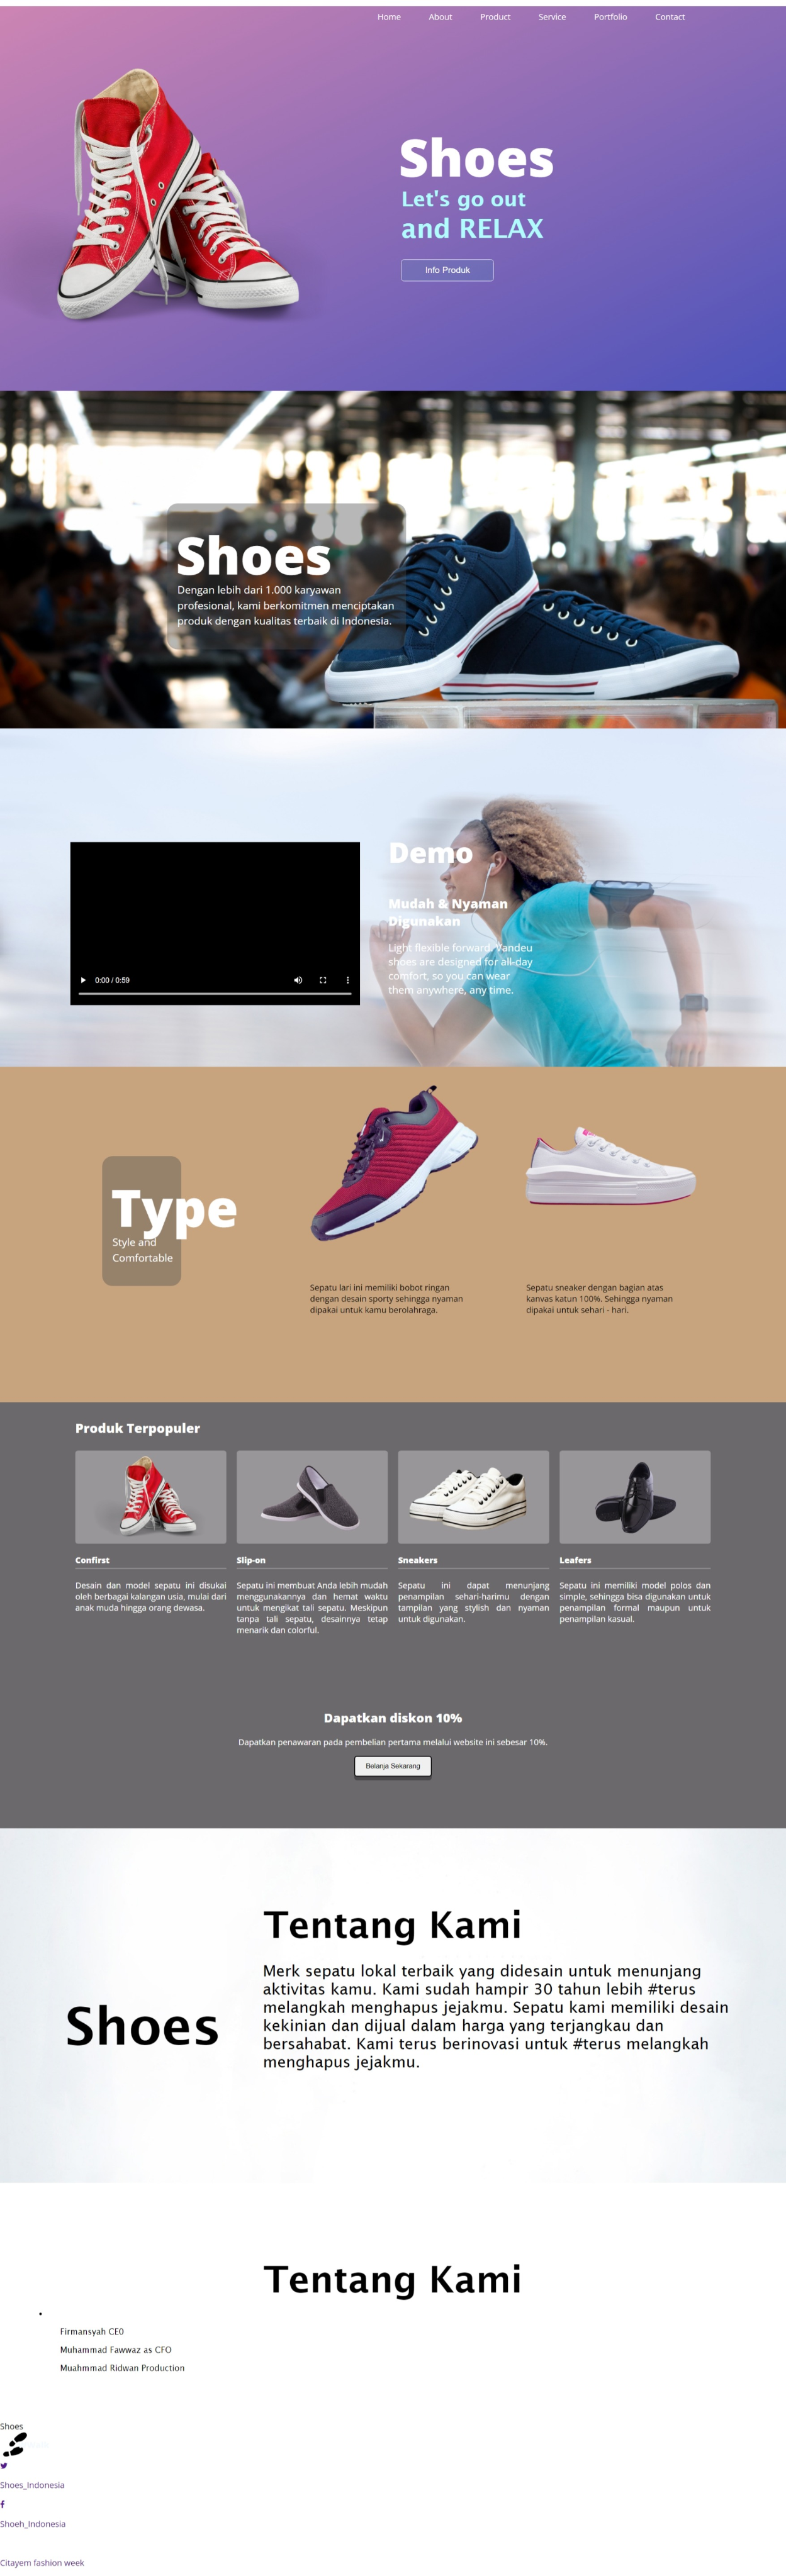 Home About Product Service Portfolio Contact
Shoes
Let's go out
and RELAX
Info Produk
Shoes
Dengan lebih dari 1.000 karyawan
profesional, kami berkomitmen menciptakan
produk dengan kualitas terbaik di Indonesia.
0:00 / 0:59
Demo
Mudah & Nyaman
Digunakan
Light flexible forward. Vandeu
shoes are designed for all-day
comfort, so you can wear
them anywhere, any time.
Type
Style and
Comfortable
Sepatu lari ini memiliki bobot ringan
dengan desain sporty sehingga nyaman
dipakai untuk kamu berolahraga.
Sepatu sneaker dengan bagian atas
kanvas katun 100%. Sehingga nyaman
dipakai untuk sehari - hari.
Produk Terpopuler
Confirst
Desain dan model sepatu ini disukai
oleh berbagai kalangan usia, mulai dari
anak muda hingga orang dewasa.
Slip-on
Sepatu ini membuat Anda lebih mudah
menggunakannya dan hemat waktu
untuk mengikat tali sepatu. Meskipun
tanpa tali sepatu, desainnya tetap
menarik dan colorful.
Sneakers
Sepatu ini dapat menunjang
penampilan sehari-harimu dengan
tampilan yang stylish dan nyaman
untuk digunakan.
Leafers
Sepatu ini memiliki model polos dan
simple, sehingga bisa digunakan untuk
penampilan formal maupun untuk
penampilan kasual.
Dapatkan diskon 10%
Dapatkan penawaran pada pembelian pertama melalui website ini sebesar 10%.
Belanja Sekarang
Shoes
Tentang Kami
Merk sepatu lokal terbaik yang didesain untuk menunjang
aktivitas kamu. Kami sudah hampir 30 tahun lebih #terus
melangkah menghapus jejakmu. Sepatu kami memiliki desain
kekinian dan dijual dalam harga yang terjangkau dan
bersahabat. Kami terus berinovasi untuk #terus melangkah
menghapus jejakmu.
Tentang Kami
Firmansyah CE0
Muhammad Fawwaz as CFO
Muahmmad Ridwan Production
Shoes
Shoes_Indonesia
Shoeh_Indonesia
Citayem fashion week